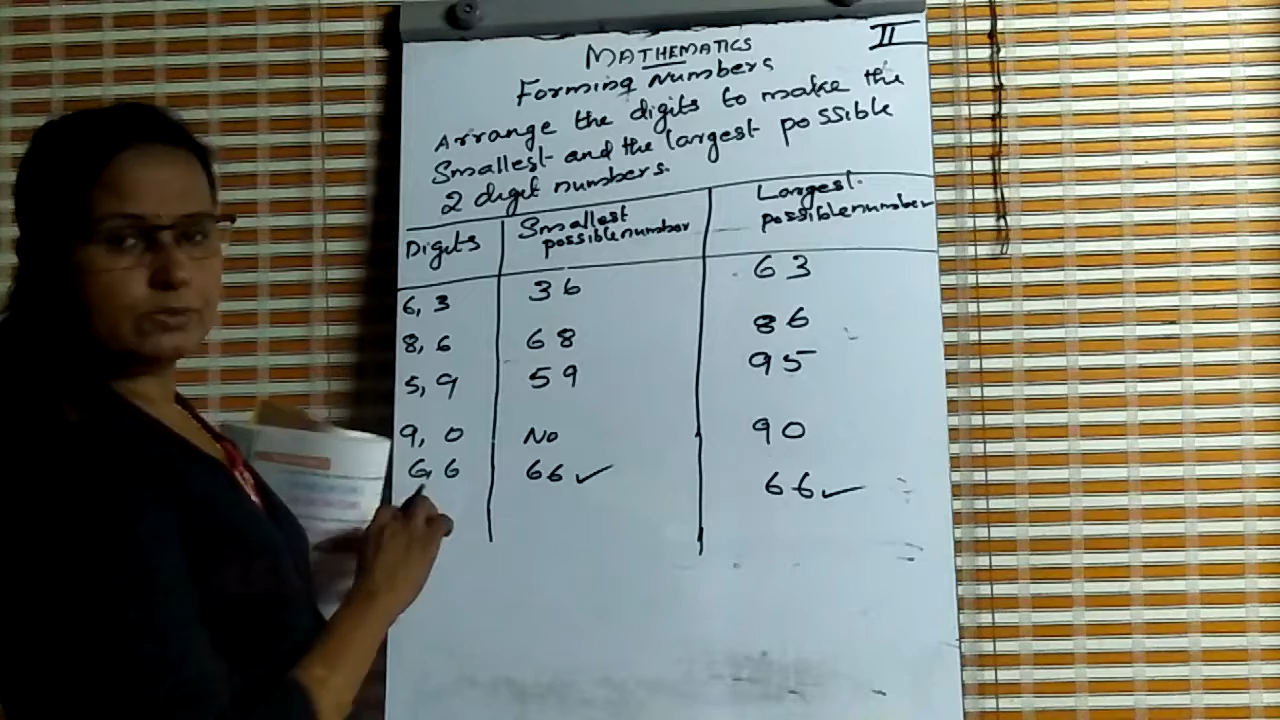 II
MATHEMATICS
Forming Numbers
Arrange the digits to make the
Smallest and the largest possible
2 digit numbers.
Digits Smallest possible number Largest possible number
6, 3 36 63
8, 6 68 86
5, 9 59 95
9, 0 No 90
6, 6 66 ✓ 66 ✓